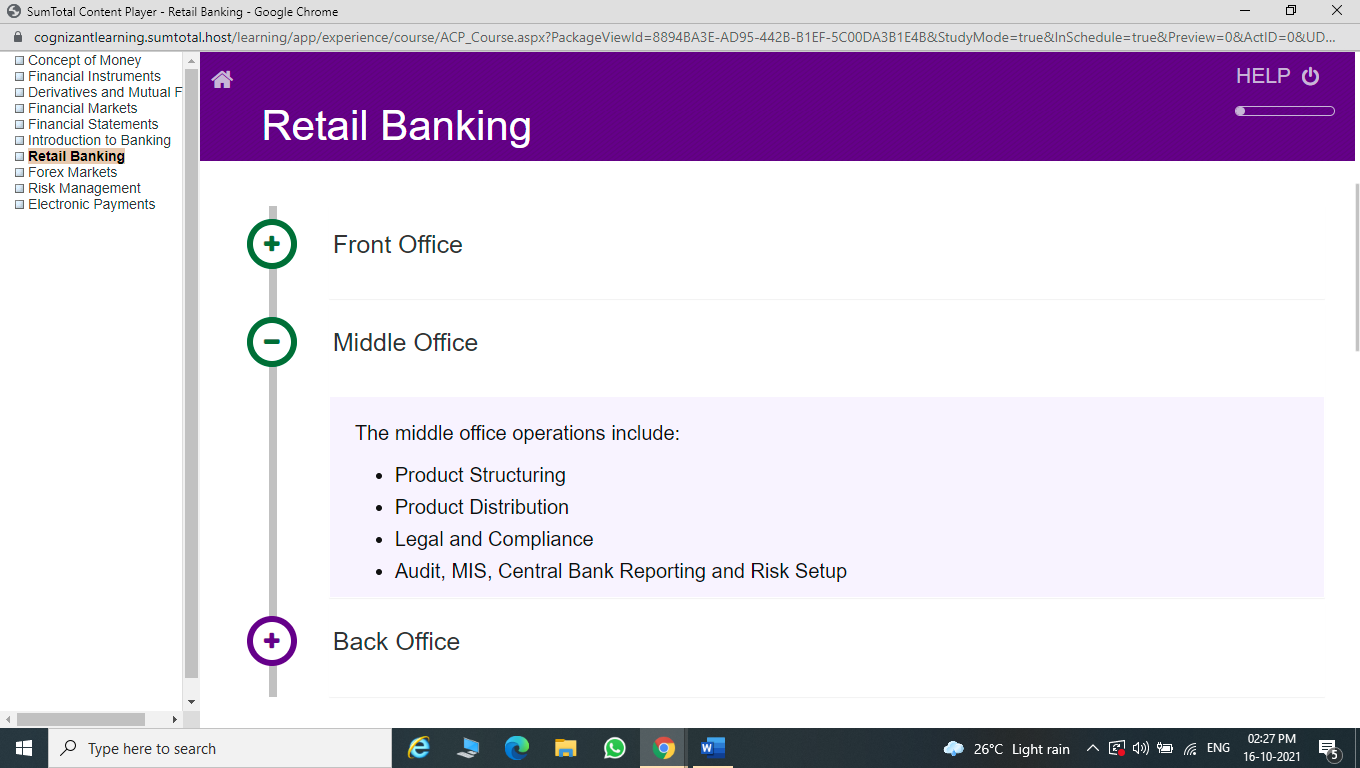 SumTotal Content Player - Retail Banking - Google Chrome
cognizantlearning.sumtotal.host/learning/app/experience/course/ACP_Course.aspx?PackageViewId=8894BA3E-AD95-442B-B1EF-5C00DA3B1E4B&StudyMode=true&InSchedule=true&Preview=0&ActID=0&UD...
Concept of Money
Financial Instruments
Derivatives and Mutual F
Financial Markets
Financial Statements
Introduction to Banking
Retail Banking
Forex Markets
Risk Management
Electronic Payments
HELP
Retail Banking
Front Office
Middle Office
The middle office operations include:
• Product Structuring
• Product Distribution
• Legal and Compliance
• Audit, MIS, Central Bank Reporting and Risk Setup
Back Office
Type here to search
26°C Light rain
ENG
02:27 PM
16-10-2021
5